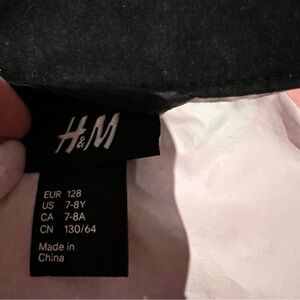 H&M
EUR 128
US 7-8Y
CA 7-8A
CN 130/64
Made in
China